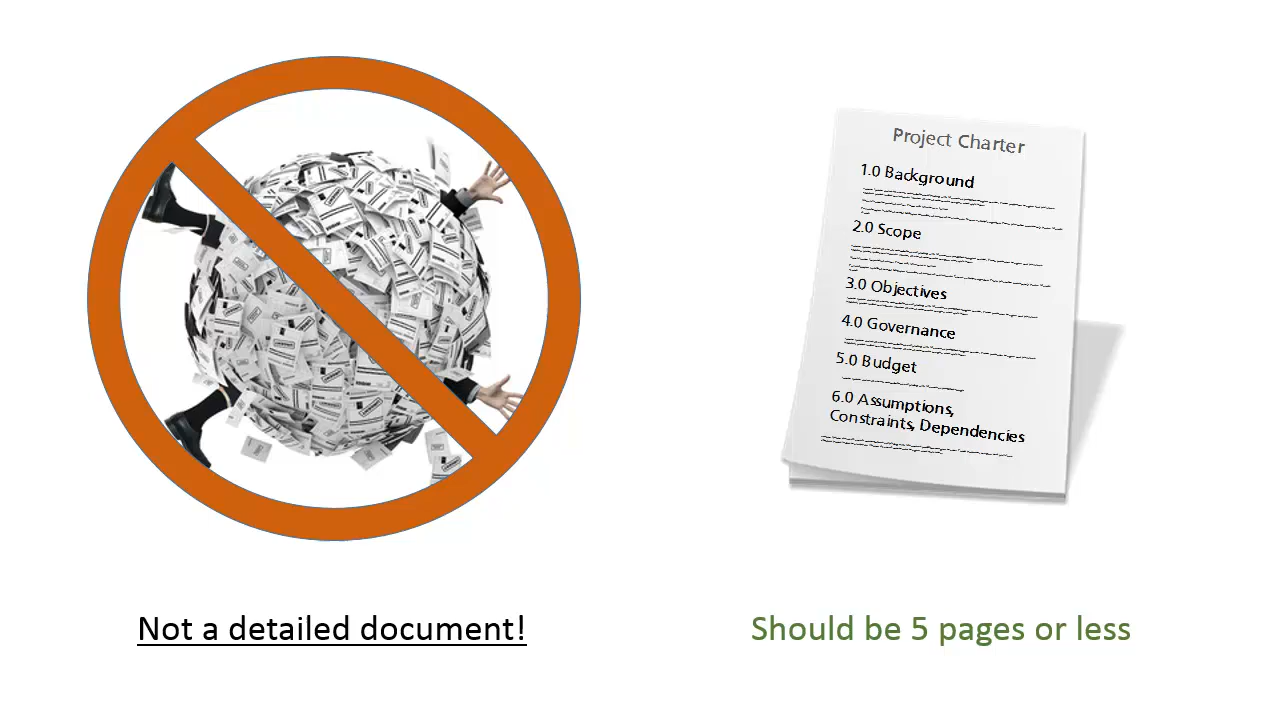 Project Charter
1.0 Background
2.0 Scope
3.0 Objectives
4.0 Governance
5.0 Budget
6.0 Assumptions,
Constraints, Dependencies
Not a detailed document!
Should be 5 pages or less